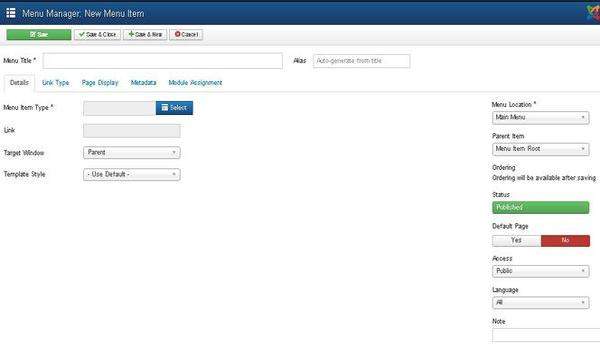 Menu Manager: New Menu Item
Save
Save & Close
Save & New
Cancel
Menu Title *
Alias
Auto-generate from title
Details
Link Type
Page Display
Metadata
Module Assignment
Menu Item Type *
Select
Link
Target Window
Parent
Template Style
- Use Default -
Menu Location *
Main Menu
Parent Item
Menu Item Root
Ordering
Ordering will be available after saving
Status
Published
Default Page
Yes
No
Access
Public
Language
All
Note